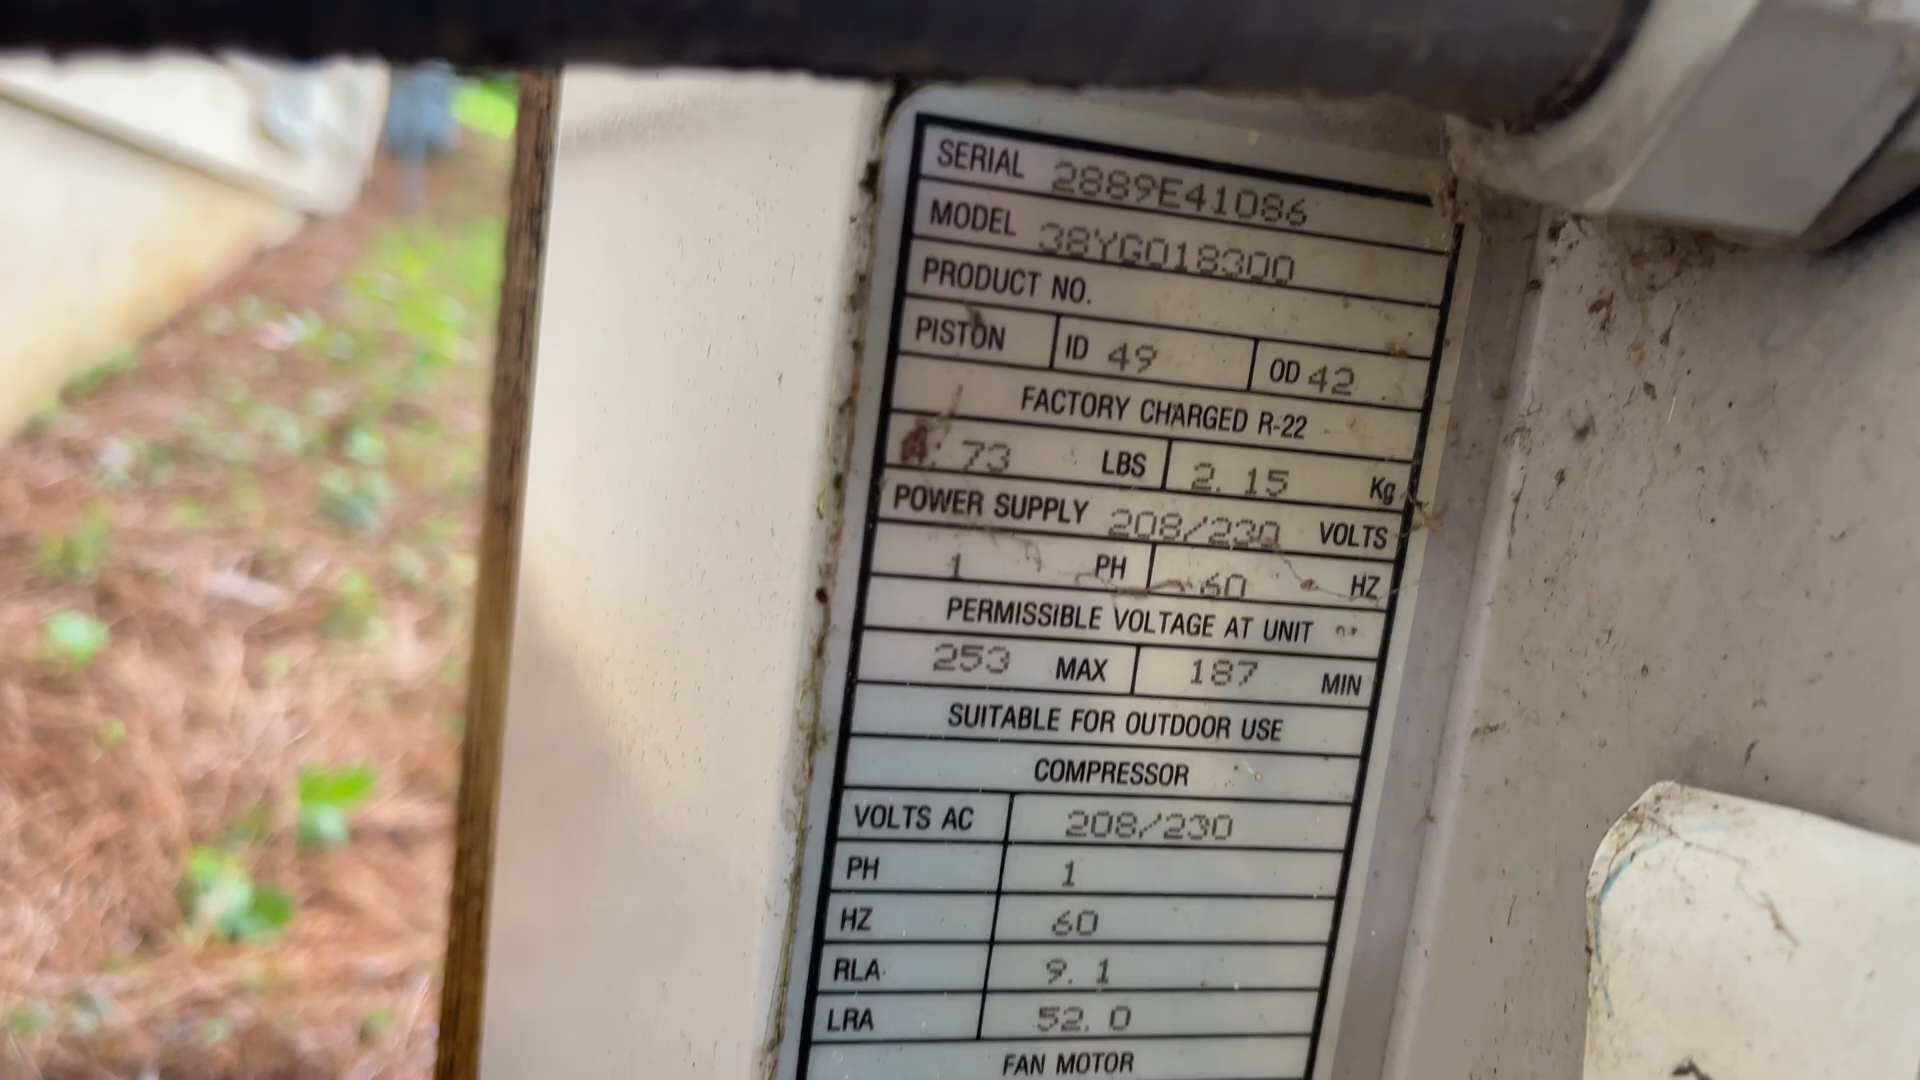 SERIAL 2889E41086
MODEL 38YG018300
PRODUCT NO.
PISTON ID 49 OD 42
FACTORY CHARGED R-22
4.73 LBS 2.15 Kg
POWER SUPPLY 208/230 VOLTS
1 PH 60 HZ
PERMISSIBLE VOLTAGE AT UNIT
253 MAX 187 MIN
SUITABLE FOR OUTDOOR USE
COMPRESSOR
VOLTS AC 208/230
PH 1
HZ 60
RLA 9.1
LRA 52.0
FAN MOTOR